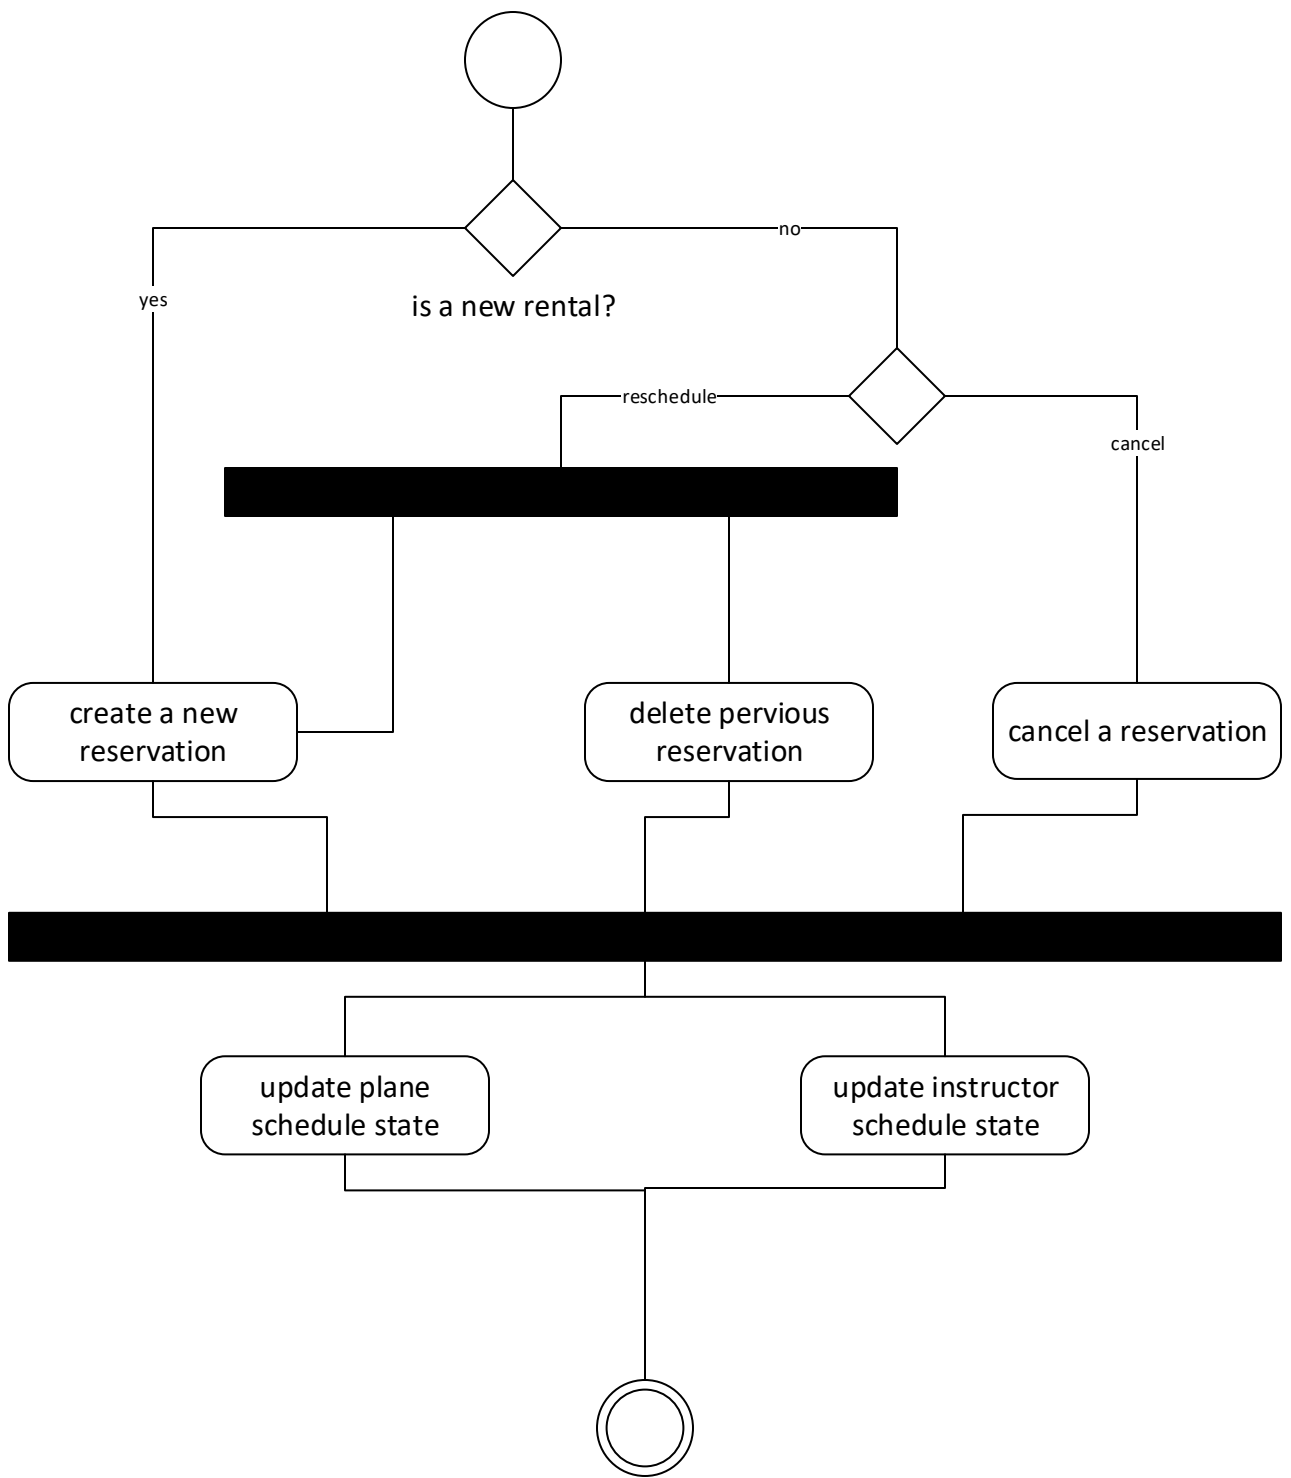 no
yes
is a new rental?
reschedule
cancel
create a new
reservation
delete pervious
reservation
cancel a reservation
update plane
schedule state
update instructor
schedule state